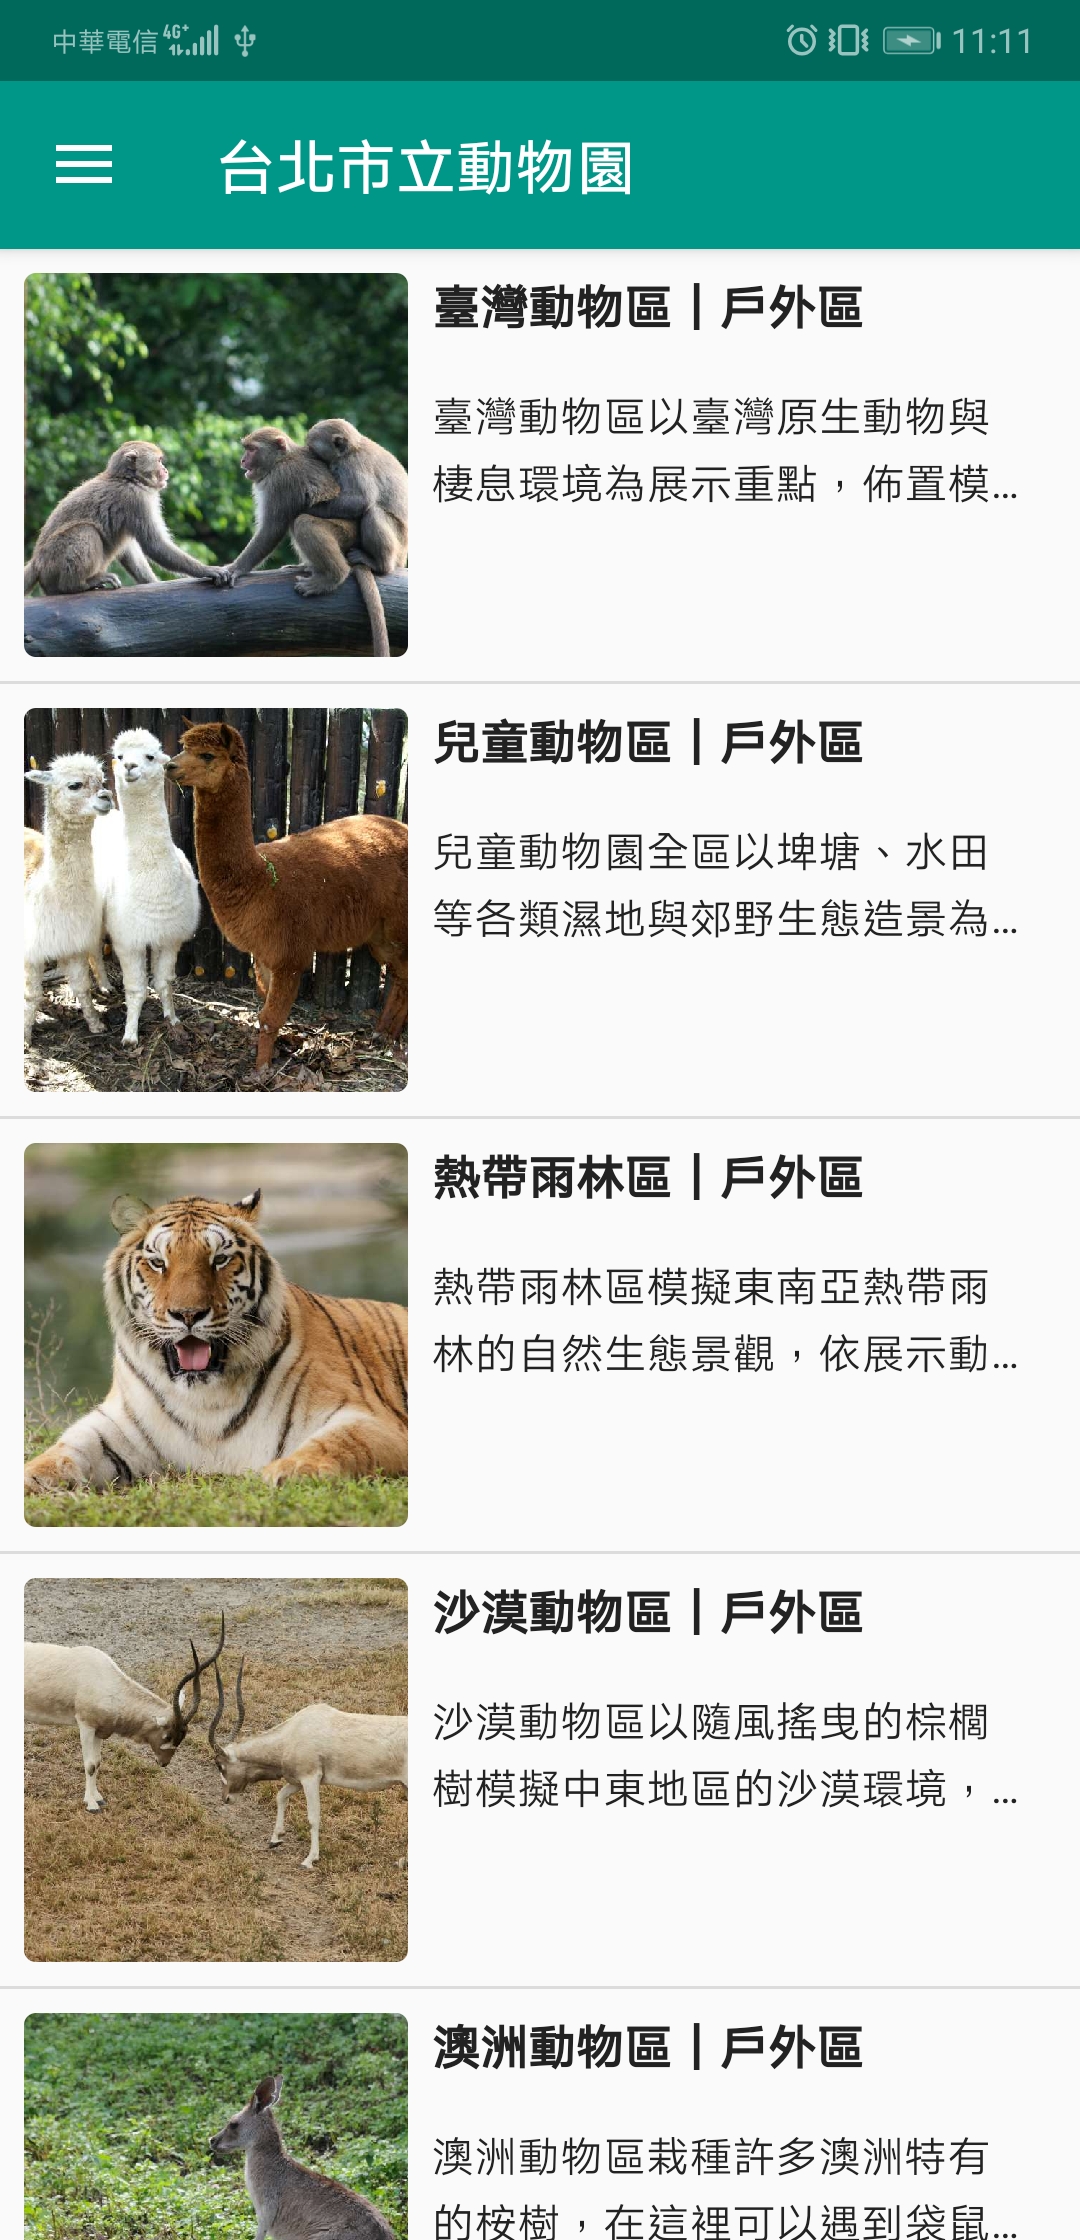 中華電信 4G+ 11:11
台北市立動物園
臺灣動物區 | 戶外區
臺灣動物區以臺灣原生動物與
棲息環境為展示重點，佈置模...
兒童動物區 | 戶外區
兒童動物園全區以埤塘、水田
等各類濕地與郊野生態造景為...
熱帶雨林區 | 戶外區
熱帶雨林區模擬東南亞熱帶雨
林的自然生態景觀，依展示動...
沙漠動物區 | 戶外區
沙漠動物區以隨風搖曳的棕櫚
樹模擬中東地區的沙漠環境，...
澳洲動物區 | 戶外區
澳洲動物區栽種許多澳洲特有
的桉樹，在這裡可以遇到袋鼠...